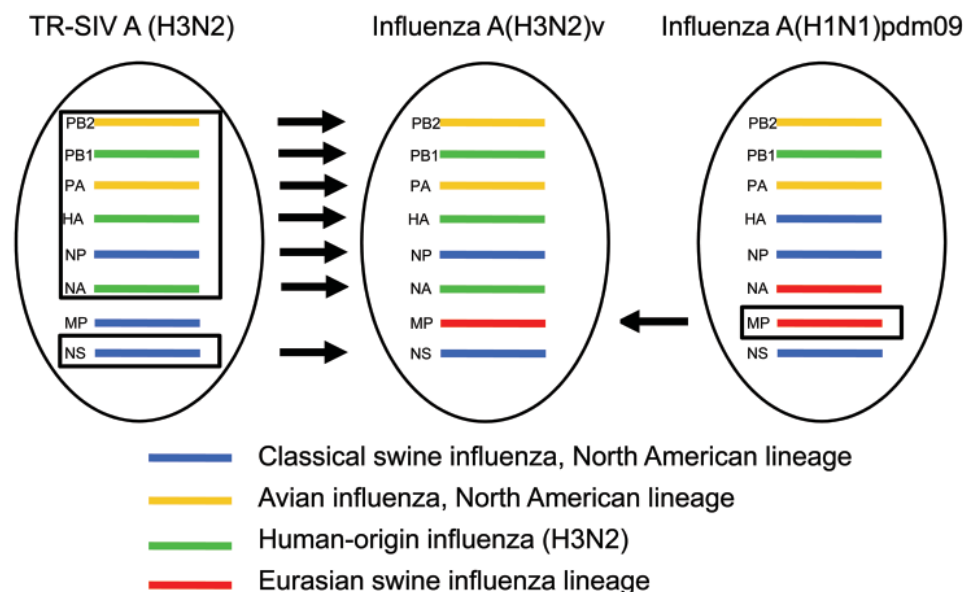 TR-SIV A (H3N2)
Influenza A(H3N2)v
Influenza A(H1N1)pdm09
PB2
PB1
PA
HA
NP
NA
MP
NS
PB2
PB1
PA
HA
NP
NA
MP
NS
PB2
PB1
PA
HA
NP
NA
MP
NS
Classical swine influenza, North American lineage
Avian influenza, North American lineage
Human-origin influenza (H3N2)
Eurasian swine influenza lineage